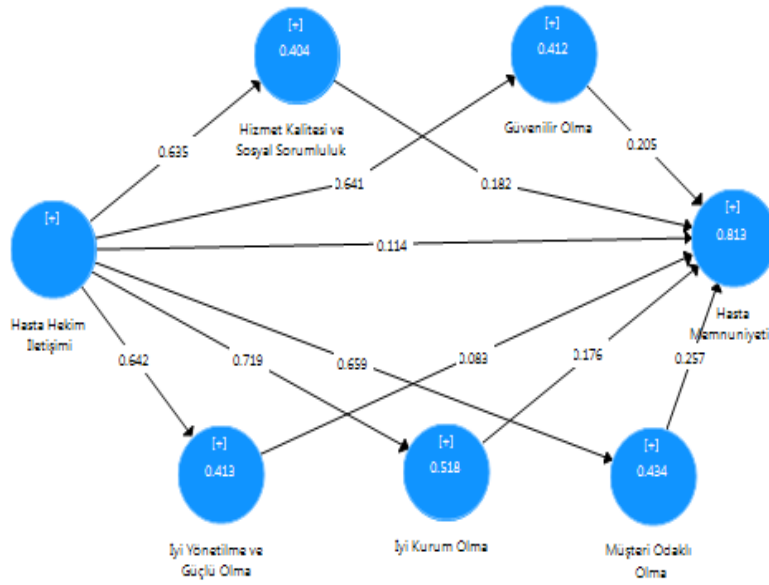 [+]
0.404
[+]
0.412
Hizmet Kalitesi ve
Sosyal Sorumluluk
Güvenilir Olma
0.635
0.641
0.182
0.205
[+]
[+]
0.813
0.114
Hasta Hekim
İletişimi
Hasta
Memnuniyeti
0.642
0.719
0.659
0.083
0.176
0.257
[+]
0.413
[+]
0.518
[+]
0.434
İyi Yönetilme ve
Güçlü Olma
İyi Kurum Olma
Müşteri Odaklı
Olma